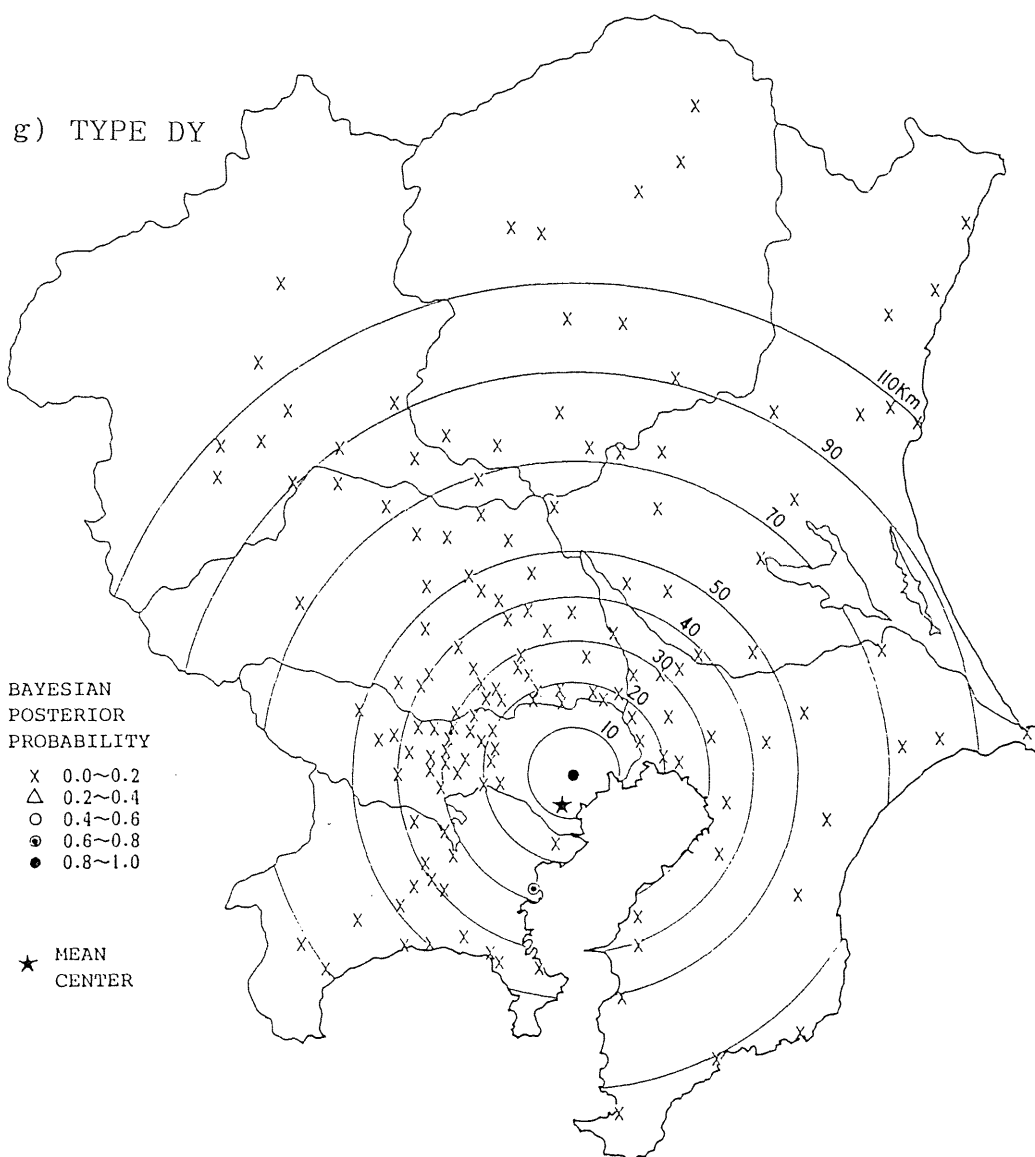 g) TYPE DY
110Km
90
70
50
40
30
20
10
BAYESIAN
POSTERIOR
PROBABILITY
X 0.0~0.2
△ 0.2~0.4
○ 0.4~0.6
◉ 0.6~0.8
● 0.8~1.0
★ MEAN
CENTER